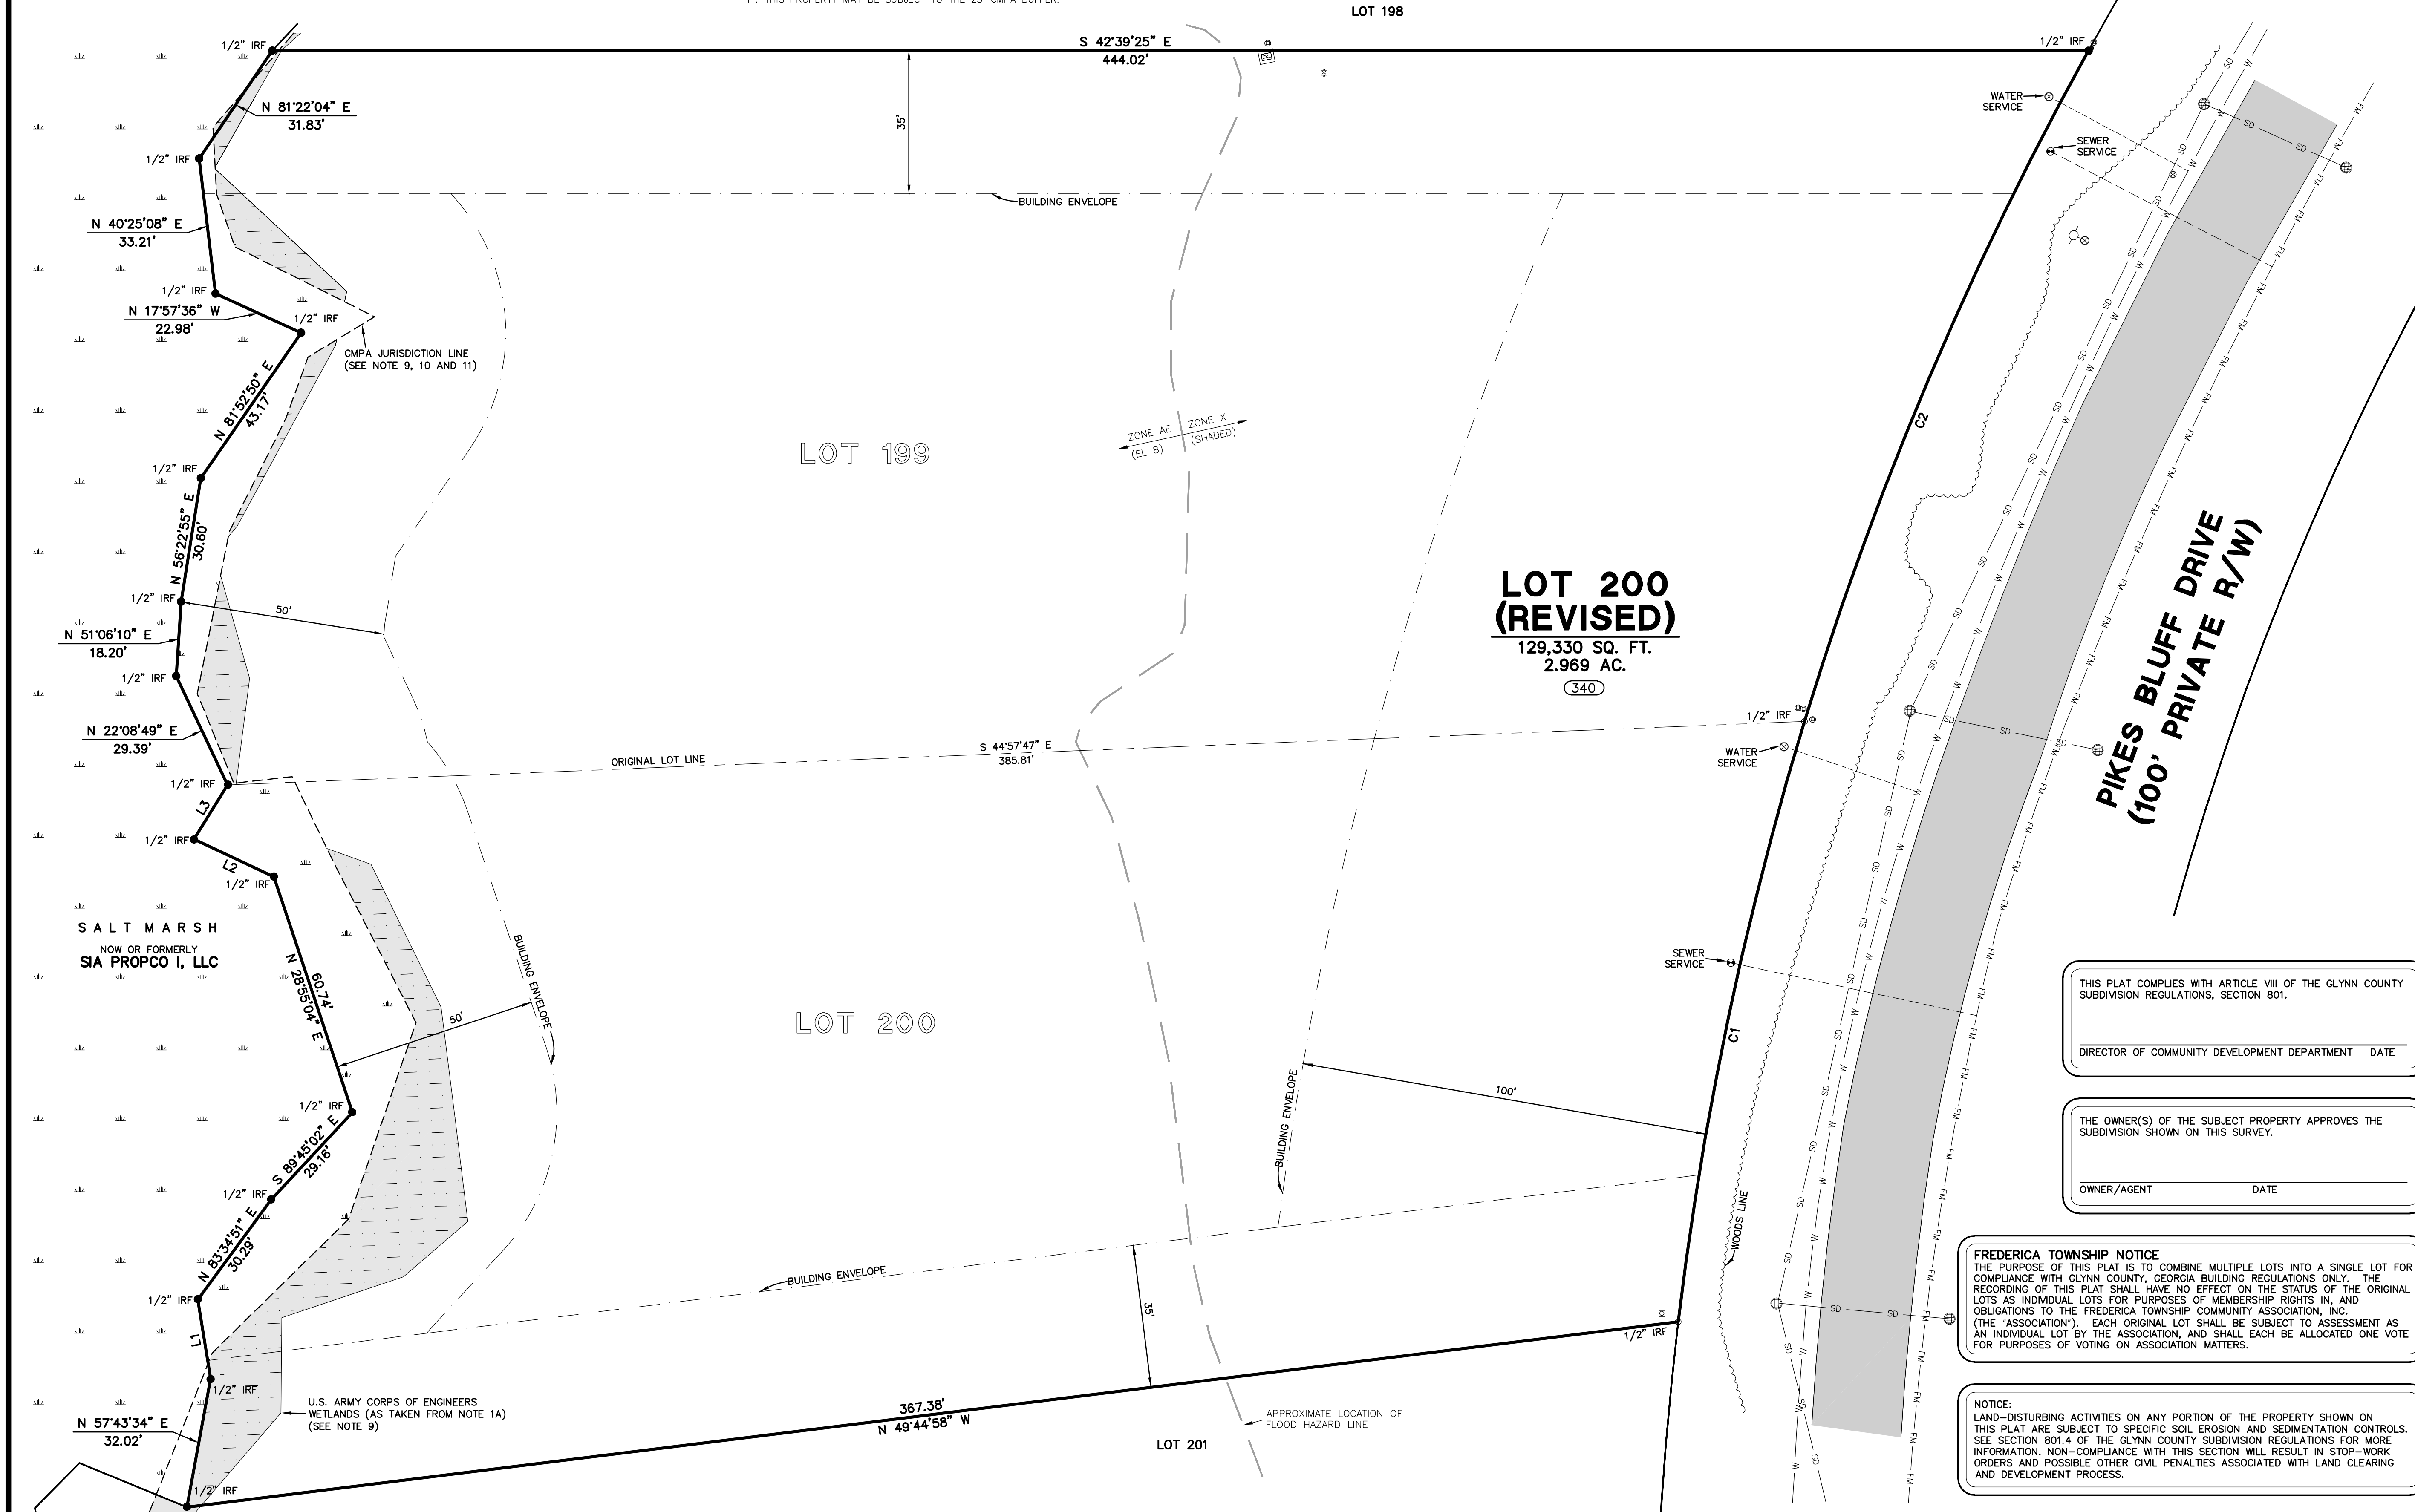 11. THIS PROPERTY MAY BE SUBJECT TO THE 25' CMPA BUFFER.
LOT 198
1/2" IRF
S 42°39'25" E
444.02'
1/2" IRF
N 81°22'04" E
31.83'
35'
WATER
SERVICE
SEWER
SERVICE
1/2" IRF
BUILDING ENVELOPE
N 40°25'08" E
33.21'
1/2" IRF
N 17°57'36" W
22.98'
1/2" IRF
CMPA JURISDICTION LINE
(SEE NOTE 9, 10 AND 11)
N 81°52'50" E
43.17'
LOT 199
ZONE AE
(EL 8)
ZONE X
(SHADED)
C2
1/2" IRF
N 56°22'55" E
30.60'
1/2" IRF
50'
LOT 200
(REVISED)
129,330 SQ. FT.
2.969 AC.
340
PIKES BLUFF DRIVE
(100' PRIVATE R/W)
N 51°06'10" E
18.20'
1/2" IRF
N 22°08'49" E
29.39'
1/2" IRF
ORIGINAL LOT LINE
S 44°57'47" E
385.81'
1/2" IRF
WATER
SERVICE
L3
1/2" IRF
L2
1/2" IRF
SALT MARSH
NOW OR FORMERLY
SIA PROPCO I, LLC
60.74'
N 28°55'04" E
50'
BUILDING ENVELOPE
LOT 200
SEWER
SERVICE
C1
100'
BUILDING ENVELOPE
1/2" IRF
S 89°45'02" E
29.16'
1/2" IRF
N 83°34'51" E
30.29'
1/2" IRF
L1
1/2" IRF
BUILDING ENVELOPE
35'
WOODS LINE
1/2" IRF
N 57°43'34" E
32.02'
U.S. ARMY CORPS OF ENGINEERS
WETLANDS (AS TAKEN FROM NOTE 1A)
(SEE NOTE 9)
367.38'
N 49°44'58" W
APPROXIMATE LOCATION OF
FLOOD HAZARD LINE
LOT 201
1/2" IRF
SD
W
FM
THIS PLAT COMPLIES WITH ARTICLE VIII OF THE GLYNN COUNTY
SUBDIVISION REGULATIONS, SECTION 801.
DIRECTOR OF COMMUNITY DEVELOPMENT DEPARTMENT DATE
THE OWNER(S) OF THE SUBJECT PROPERTY APPROVES THE
SUBDIVISION SHOWN ON THIS SURVEY.
OWNER/AGENT DATE
FREDERICA TOWNSHIP NOTICE
THE PURPOSE OF THIS PLAT IS TO COMBINE MULTIPLE LOTS INTO A SINGLE LOT FOR
COMPLIANCE WITH GLYNN COUNTY, GEORGIA BUILDING REGULATIONS ONLY. THE
RECORDING OF THIS PLAT SHALL HAVE NO EFFECT ON THE STATUS OF THE ORIGINAL
LOTS AS INDIVIDUAL LOTS FOR PURPOSES OF MEMBERSHIP RIGHTS IN, AND
OBLIGATIONS TO THE FREDERICA TOWNSHIP COMMUNITY ASSOCIATION, INC.
(THE "ASSOCIATION"). EACH ORIGINAL LOT SHALL BE SUBJECT TO ASSESSMENT AS
AN INDIVIDUAL LOT BY THE ASSOCIATION, AND SHALL EACH BE ALLOCATED ONE VOTE
FOR PURPOSES OF VOTING ON ASSOCIATION MATTERS.
NOTICE:
LAND-DISTURBING ACTIVITIES ON ANY PORTION OF THE PROPERTY SHOWN ON
THIS PLAT ARE SUBJECT TO SPECIFIC SOIL EROSION AND SEDIMENTATION CONTROLS.
SEE SECTION 801.4 OF THE GLYNN COUNTY SUBDIVISION REGULATIONS FOR MORE
INFORMATION. NON-COMPLIANCE WITH THIS SECTION WILL RESULT IN STOP-WORK
ORDERS AND POSSIBLE OTHER CIVIL PENALTIES ASSOCIATED WITH LAND CLEARING
AND DEVELOPMENT PROCESS.